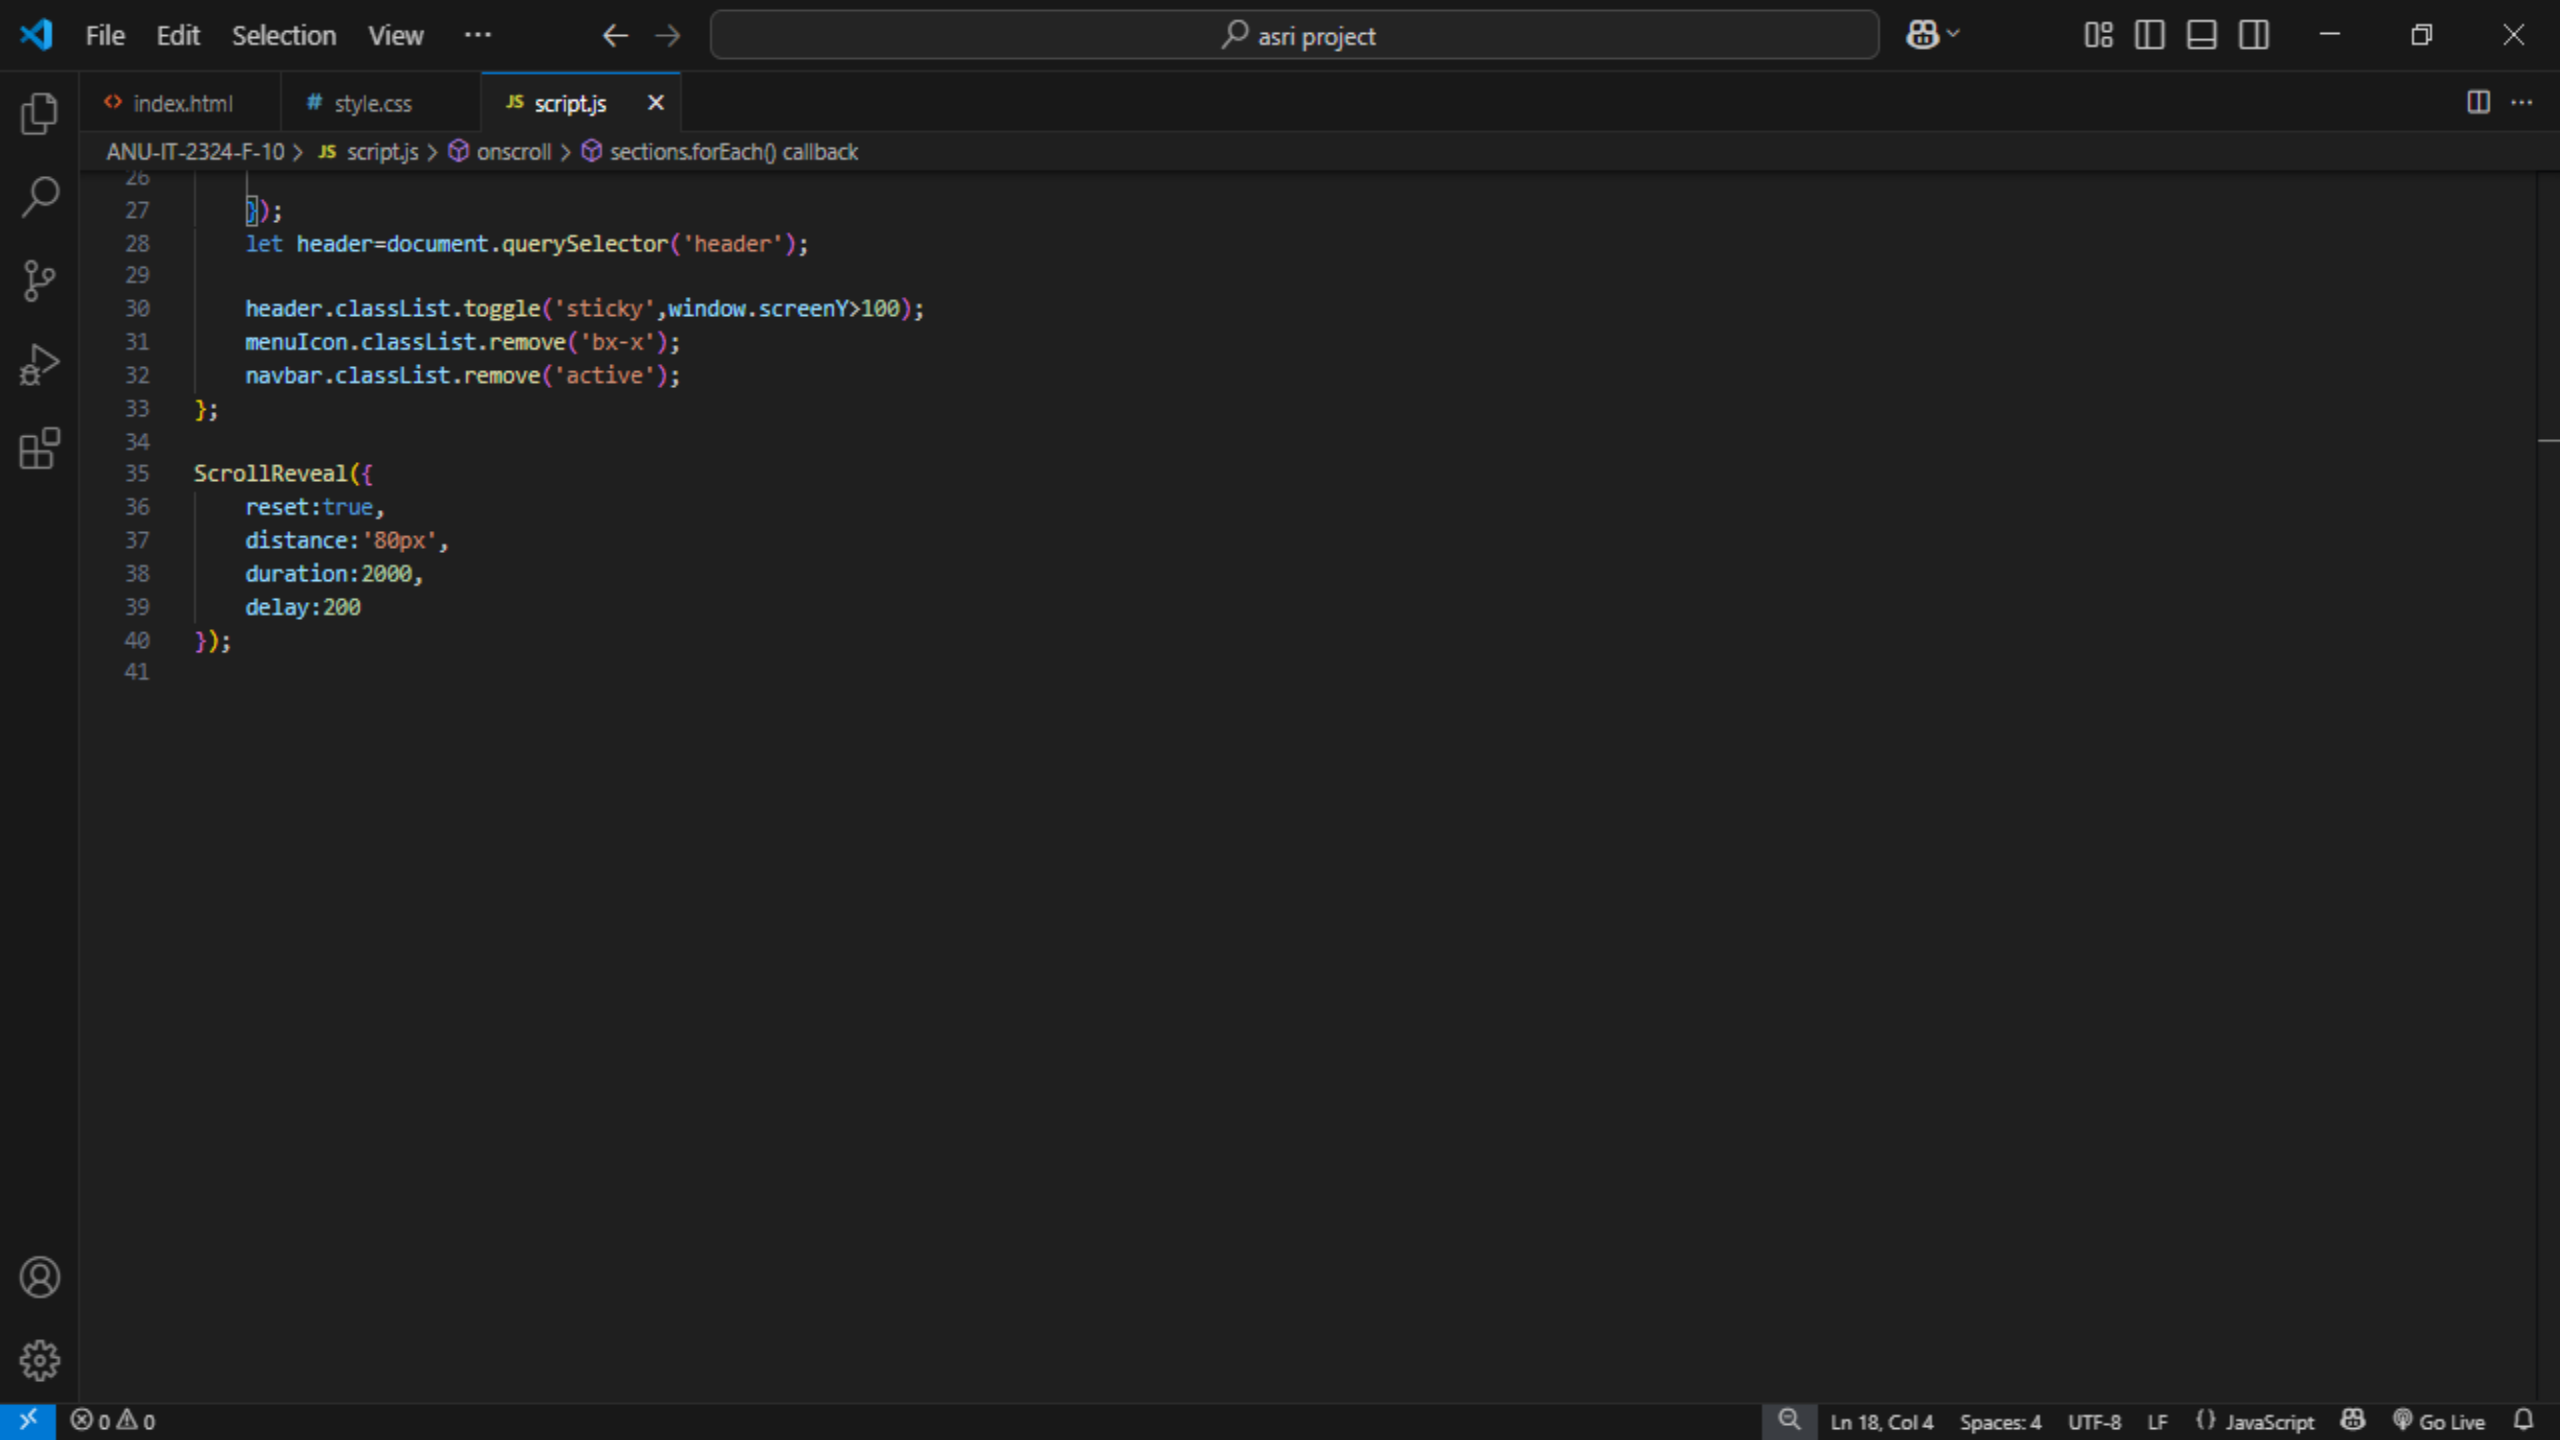 File Edit Selection View ··· asri project
index.html style.css JS script.js
ANU-IT-2324-F-10 > JS script.js > onscroll > sections.forEach() callback
26
27 });
28 let header=document.querySelector('header');
29
30 header.classList.toggle('sticky',window.screenY>100);
31 menuIcon.classList.remove('bx-x');
32 navbar.classList.remove('active');
33 };
34
35 ScrollReveal({
36 reset:true,
37 distance:'80px',
38 duration:2000,
39 delay:200
40 });
41
0 0 Ln 18, Col 4 Spaces: 4 UTF-8 LF {} JavaScript Go Live